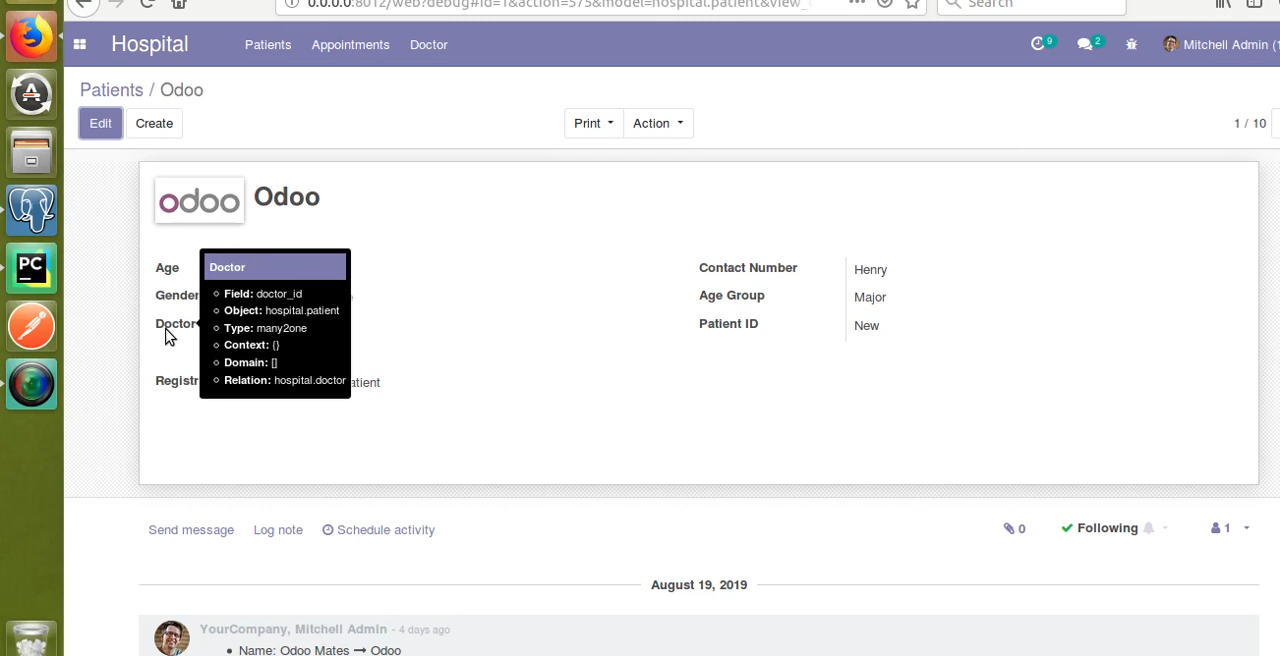 0.0.0.0:8012/web?debug#id=1&action=575&model=hospital.patient&view_
Search
Hospital
Patients
Appointments
Doctor
9
2
Mitchell Admin (1
Patients / Odoo
Edit
Create
Print
Action
1 / 10
odoo
Odoo
Age
Gender
Doctor
Registr
atient
Doctor
Field: doctor_id
Object: hospital.patient
Type: many2one
Context: {}
Domain: []
Relation: hospital.doctor
Contact Number
Henry
Age Group
Major
Patient ID
New
Send message
Log note
Schedule activity
0
Following
1
August 19, 2019
YourCompany, Mitchell Admin - 4 days ago
Name: Odoo Mates → Odoo
PC
A